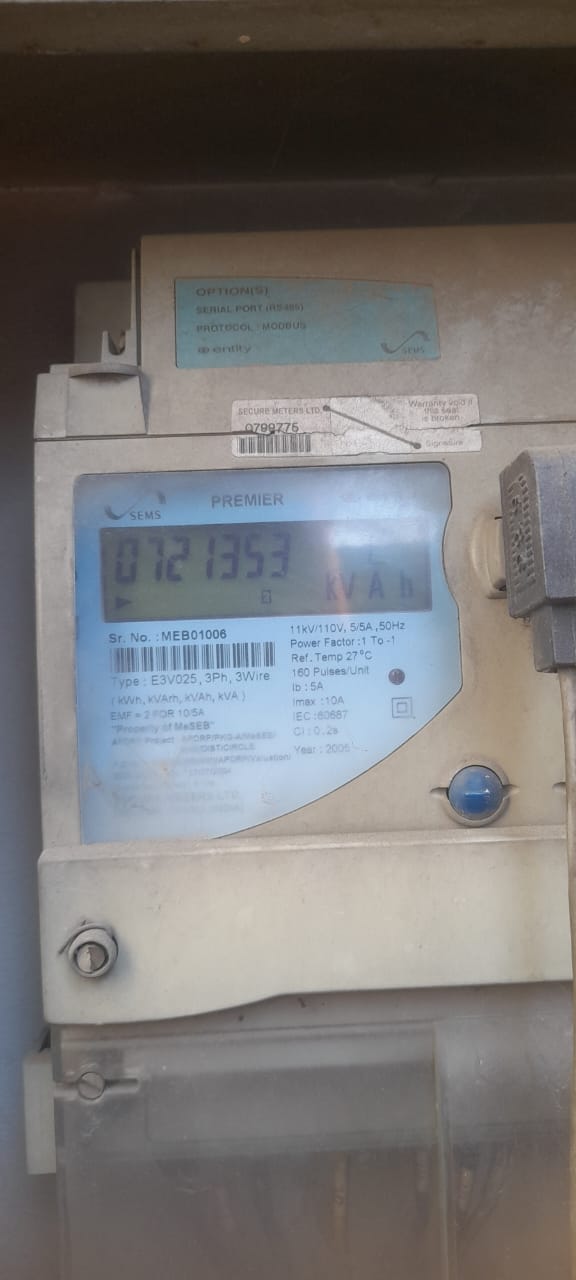 OPTION(S)
SERIAL PORT (RS485)
PROTOCOL : MODBUS
entity
SEMS
SECURE METERS LTD.
0799775
Warranty void if
this seal
is broken
Signature
SEMS
PREMIER
0721353
kVAh
Sr. No. : MEB01006
Type : E3V025, 3Ph, 3Wire
( kWh, kVArh, kVAh, kVA )
EMF = 2 FOR 10/5A
"Property of MeSEB"
11kV/110V, 5/5A ,50Hz
Power Factor :1 To -1
Ref. Temp 27°C
160 Pulses/Unit
Ib : 5A
Imax : 10A
IEC : 60687
Cl : 0.2s
Year : 2005